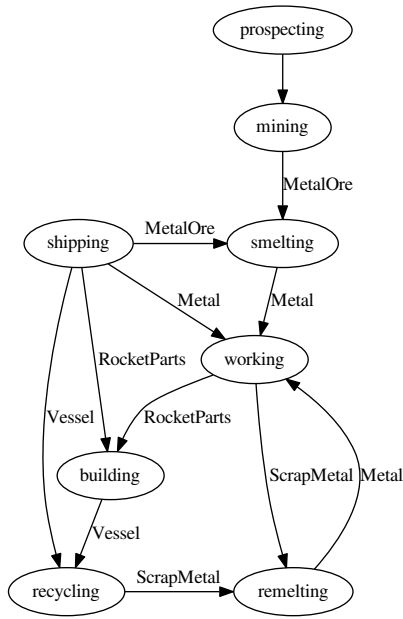 prospecting
mining
MetalOre
MetalOre
shipping
smelting
Metal
Metal
RocketParts
working
Vessel
RocketParts
building
ScrapMetal
Metal
Vessel
ScrapMetal
recycling
remelting